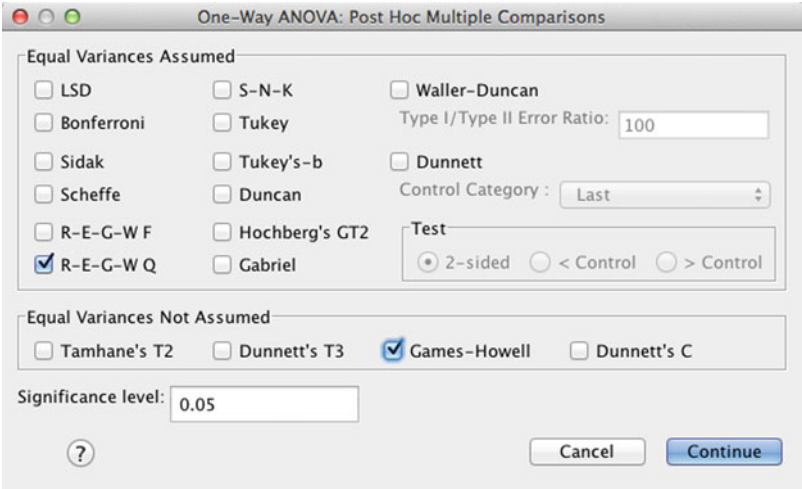 One-Way ANOVA: Post Hoc Multiple Comparisons
Equal Variances Assumed
LSD S-N-K Waller-Duncan
Bonferroni Tukey Type I/Type II Error Ratio: 100
Sidak Tukey's-b Dunnett
Scheffe Duncan Control Category : Last
R-E-G-W F Hochberg's GT2 Test
R-E-G-W Q Gabriel 2-sided < Control > Control
Equal Variances Not Assumed
Tamhane's T2 Dunnett's T3 Games-Howell Dunnett's C
Significance level: 0.05
? Cancel Continue